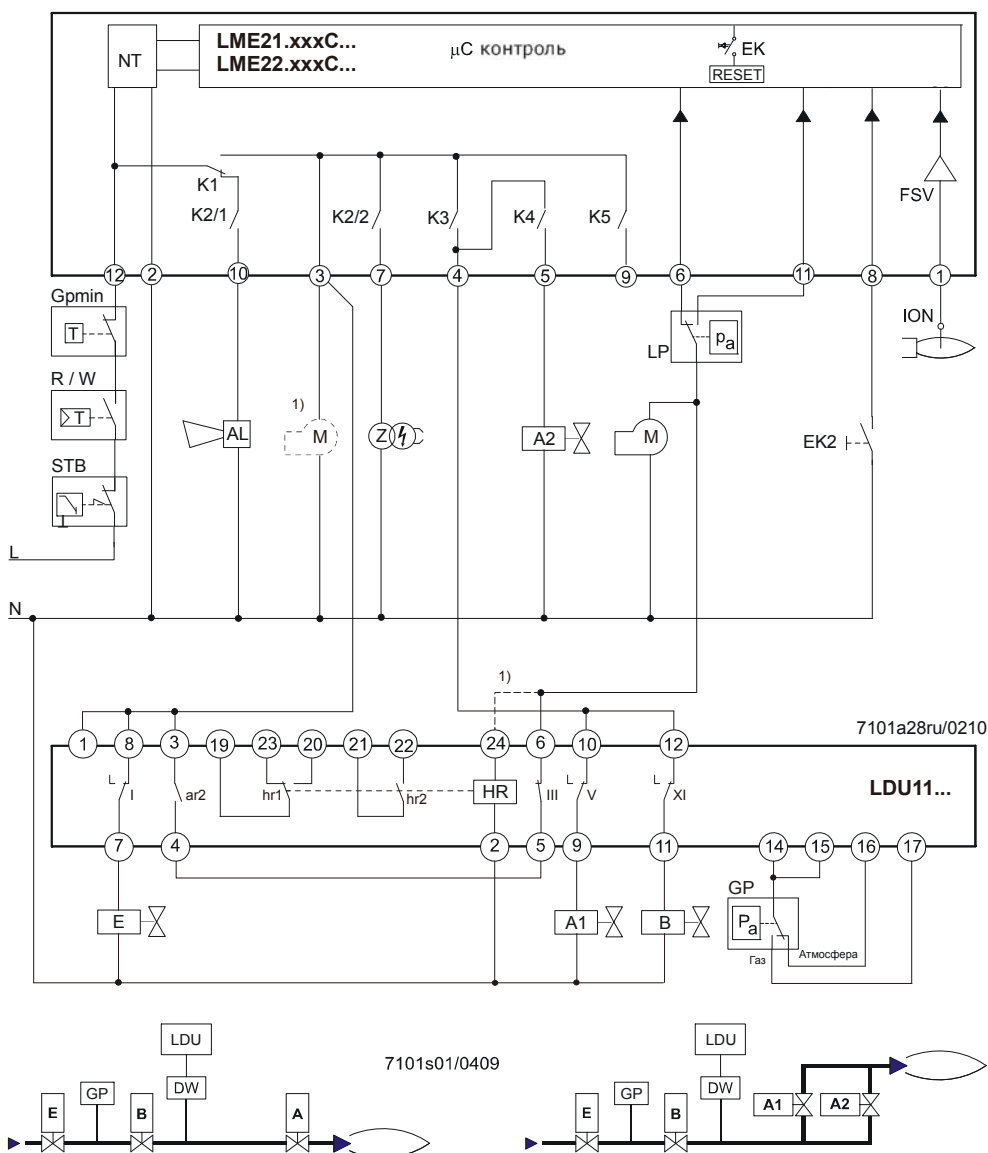 NT
LME21.xxxC...
LME22.xxxC...
µC контроль
EK
RESET
FSV
K1
K2/1
K2/2
K3
K4
K5
12 2 10 3 7 4 5 9 6 11 8 1
Gpmin
T
R / W
T
STB
L
N
AL
1)
M
Z
A2
LP
Pa
M
ION
EK2
1)
7101a28ru/0210
1 8 3 19 23 20 21 22 24 6 10 12
I
ar2
hr1
hr2
HR
III
L
V
L
XI
L
LDU11...
7 4 2 5 9 11 14 15 16 17
E
A1
B
GP
Pa
Газ
Атмосфера
7101s01/0409
LDU
DW
E
GP
B
A
LDU
DW
E
GP
B
A1
A2